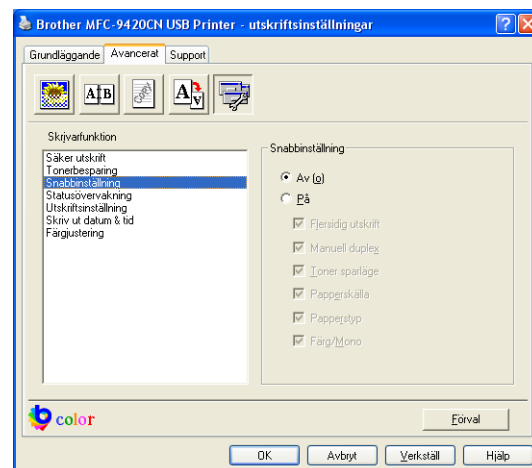 Brother MFC-9420CN USB Printer - utskriftsinställningar
Grundläggande Avancerat Support
Skrivarfunktion
Säker utskrift
Tonerbesparing
Snabbinställning
Statusövervakning
Utskriftsinställning
Skriv ut datum & tid
Färgjustering
Snabbinställning
Av (o)
På
Flersidig utskrift
Manuell duplex
Toner sparläge
Papperskälla
Papperstyp
Färg/Mono
color
Förval
OK Avbryt Verkställ Hjälp